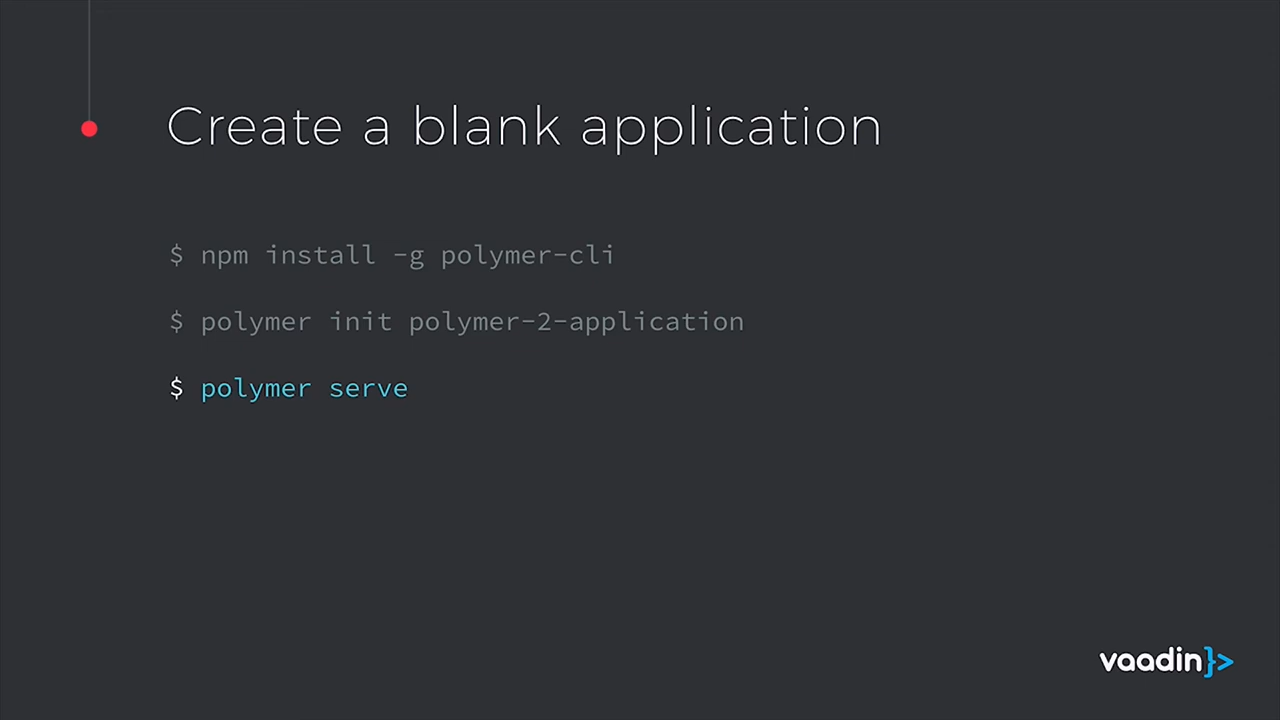 Create a blank application
$ npm install -g polymer-cli
$ polymer init polymer-2-application
$ polymer serve
vaadin}>